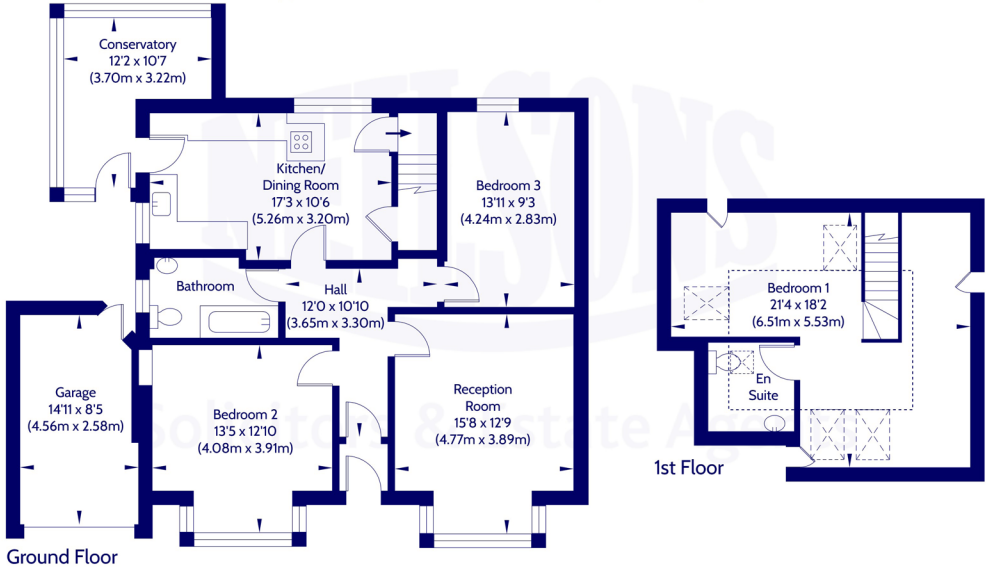 Conservatory
12'2 x 10'7
(3.70m x 3.22m)
Kitchen/
Dining Room
17'3 x 10'6
(5.26m x 3.20m)
Bedroom 3
13'11 x 9'3
(4.24m x 2.83m)
Bathroom
Hall
12'0 x 10'10
(3.65m x 3.30m)
Garage
14'11 x 8'5
(4.56m x 2.58m)
Bedroom 2
13'5 x 12'10
(4.08m x 3.91m)
Reception
Room
15'8 x 12'9
(4.77m x 3.89m)
Ground Floor
Bedroom 1
21'4 x 18'2
(6.51m x 5.53m)
En
Suite
1st Floor
NEILSONS
Solicitors & Estate Agents